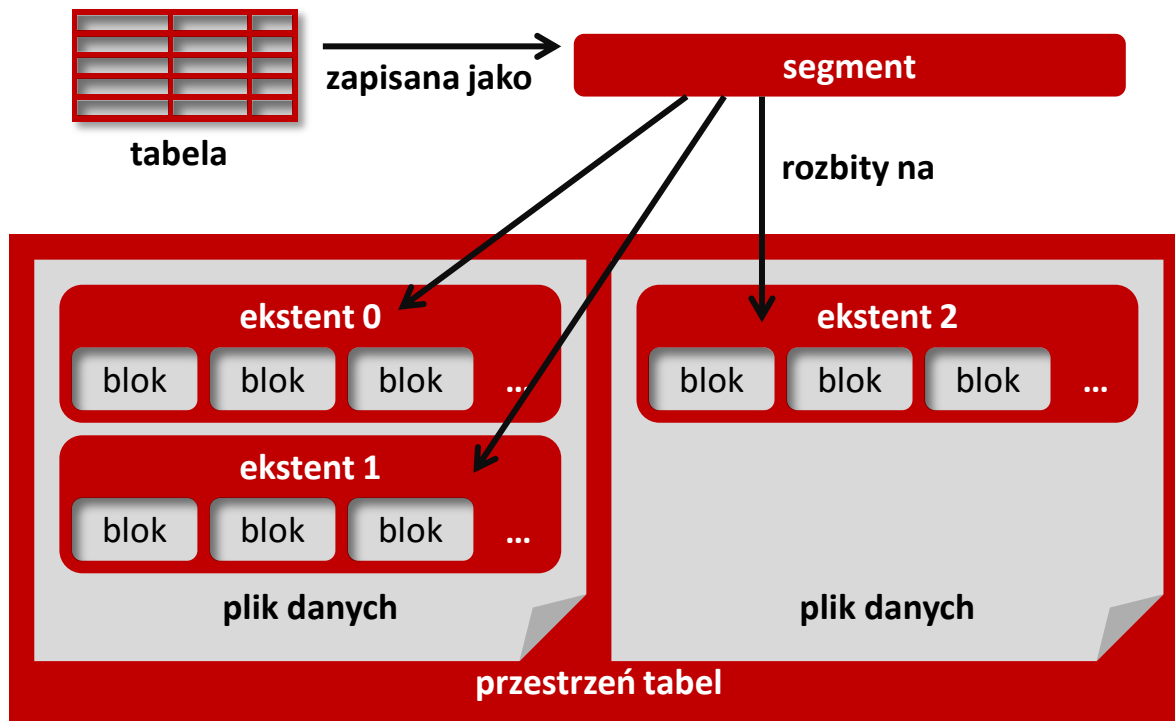 zapisana jako
segment
tabela
rozbity na
ekstent 0
blok blok blok ...
ekstent 1
blok blok blok ...
plik danych
ekstent 2
blok blok blok ...
plik danych
przestrzeń tabel